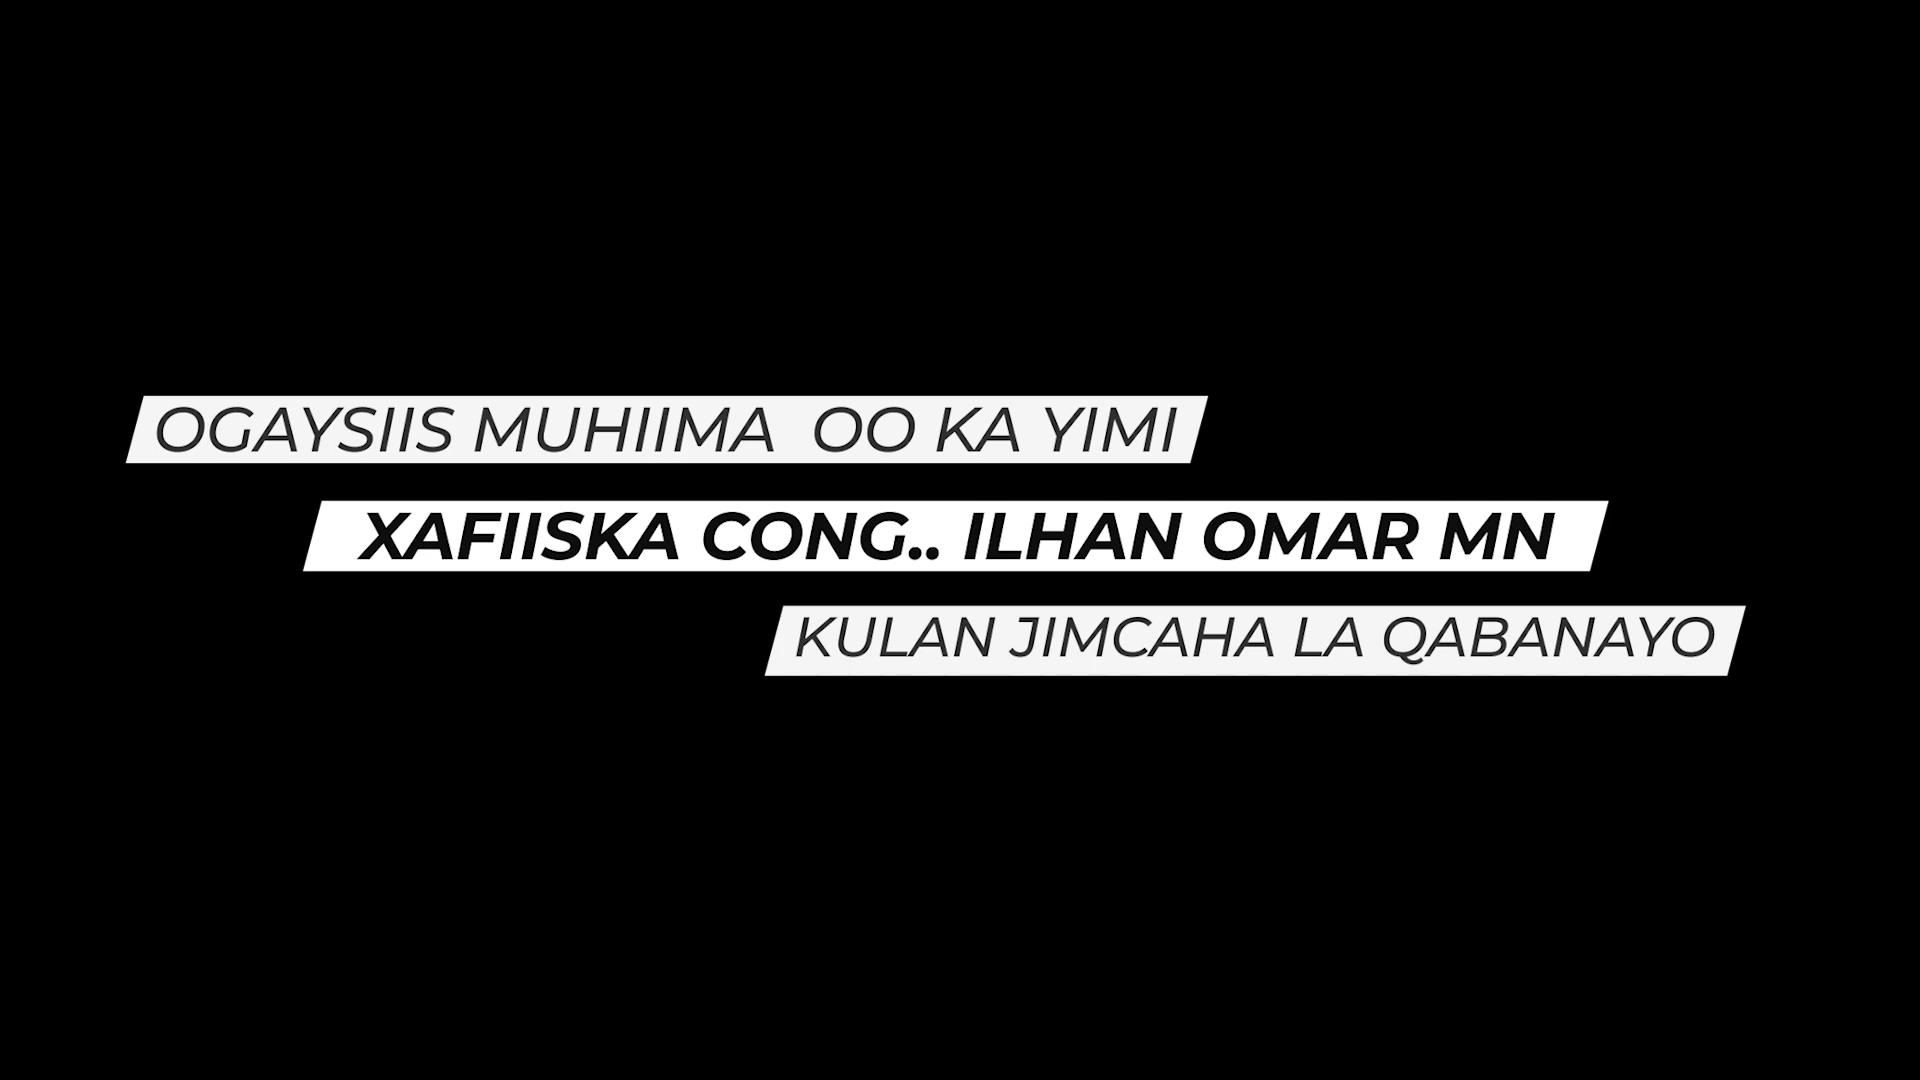 OGAYSIIS MUHIIMA OO KA YIMI
XAFIISKA CONG.. ILHAN OMAR MN
KULAN JIMCAHA LA QABANAYO